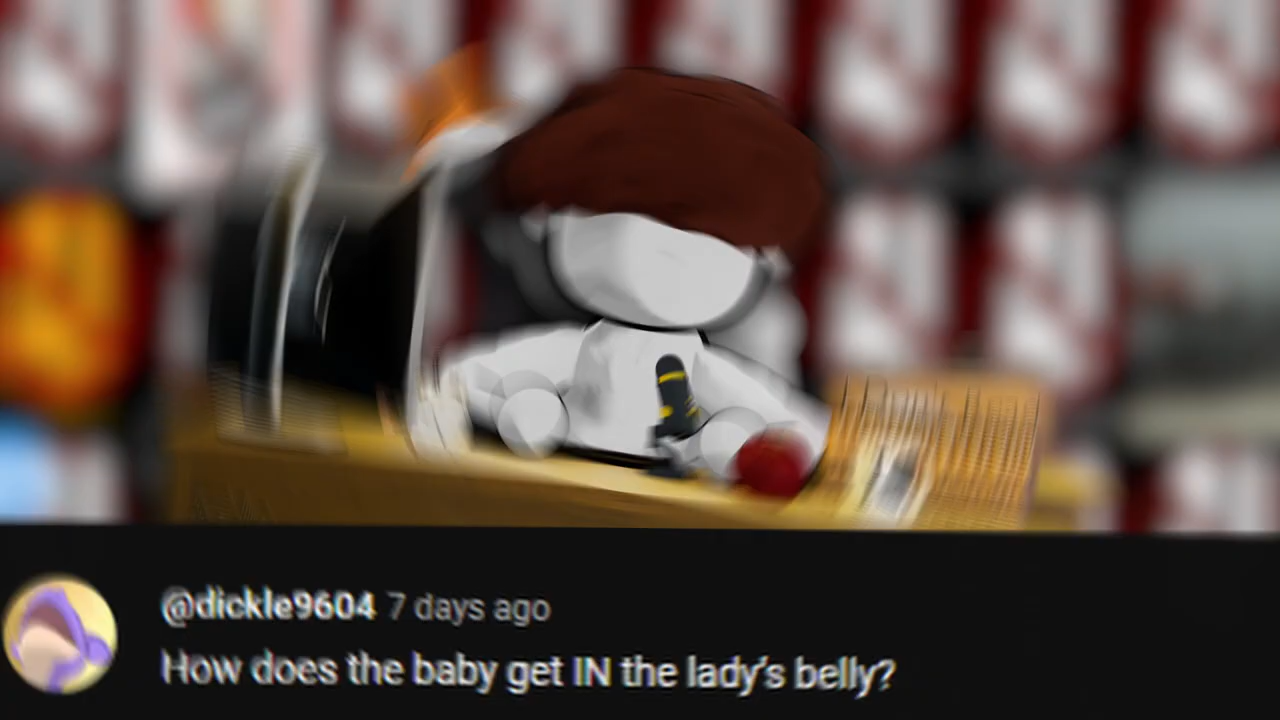 @dickle9604 7 days ago
How does the baby get IN the lady's belly?